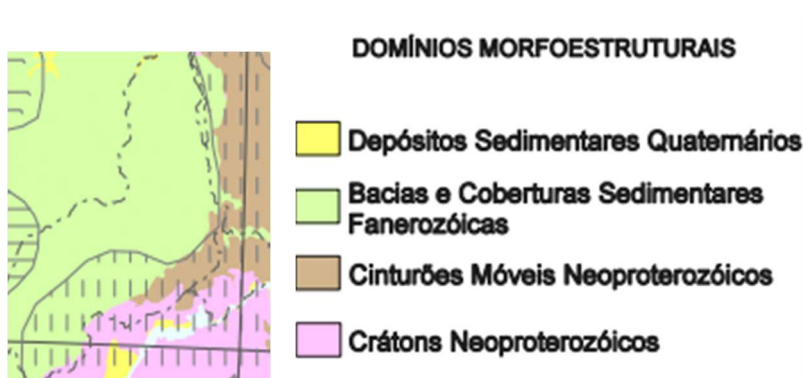 DOMÍNIOS MORFOESTRUTURAIS
Depósitos Sedimentares Quaternários
Bacias e Coberturas Sedimentares
Fanerozóicas
Cinturões Móveis Neoproterozóicos
Crátons Neoproterozóicos